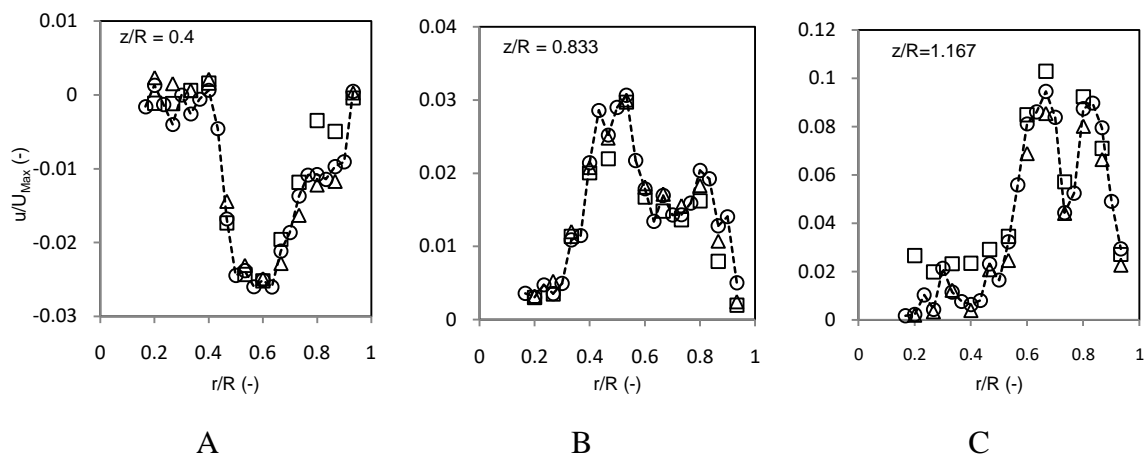 z/R = 0.4
0.01
0
-0.01
-0.02
-0.03
u/U_Max (-)
0 0.2 0.4 0.6 0.8 1
r/R (-)
A
z/R = 0.833
0.04
0.03
0.02
0.01
0
0 0.2 0.4 0.6 0.8 1
r/R (-)
B
z/R=1.167
0.12
0.1
0.08
0.06
0.04
0.02
0
0 0.2 0.4 0.6 0.8 1
r/R (-)
C